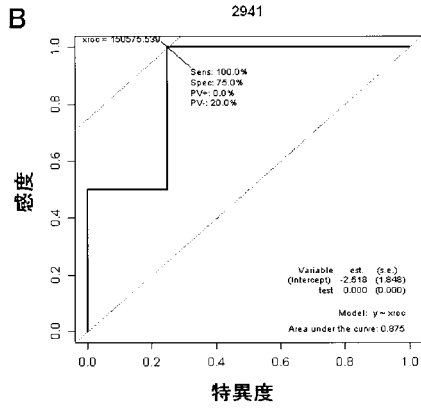 B
2941
xroc = 150575.539
Sens: 100.0%
Spec: 75.0%
PV+: 0.0%
PV-: 20.0%
感度
1.0
0.8
0.6
0.4
0.2
0.0
Variable est. (s.e.)
(Intercept) -2.518 (1.848)
test 0.000 (0.000)
Model: y ~ xroc
Area under the curve: 0.875
0.0 0.2 0.4 0.6 0.8 1.0
特異度